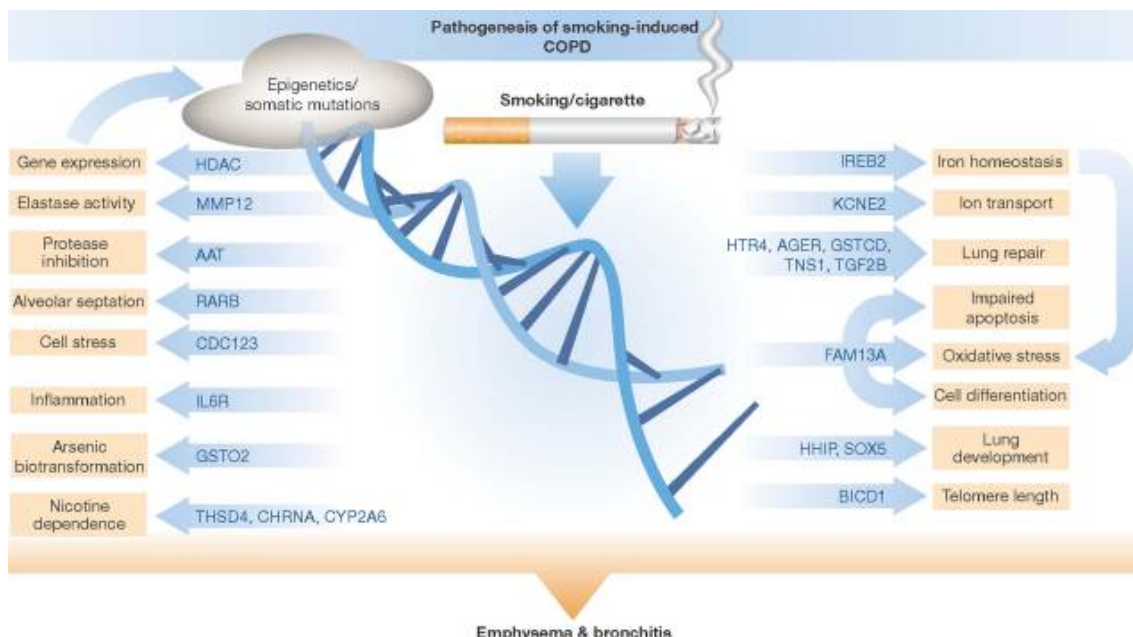 Pathogenesis of smoking-induced
COPD
Epigenetics/
somatic mutations
Smoking/cigarette
Gene expression
HDAC
Elastase activity
MMP12
Protease
inhibition
AAT
Alveolar septation
RARB
Cell stress
CDC123
Inflammation
IL6R
Arsenic
biotransformation
GSTO2
Nicotine
dependence
THSD4, CHRNA, CYP2A6
IREB2
Iron homeostasis
KCNE2
Ion transport
HTR4, AGER, GSTCD,
TNS1, TGF2B
Lung repair
Impaired
apoptosis
FAM13A
Oxidative stress
Cell differentiation
HHIP, SOX5
Lung
development
BICD1
Telomere length
Emphysema & bronchitis